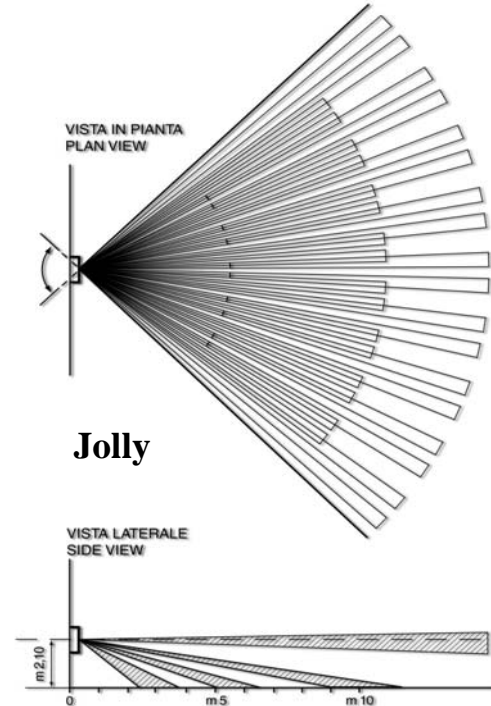 VISTA IN PIANTA
PLAN VIEW
Jolly
VISTA LATERALE
SIDE VIEW
m 2,10
0
m 5
m 10